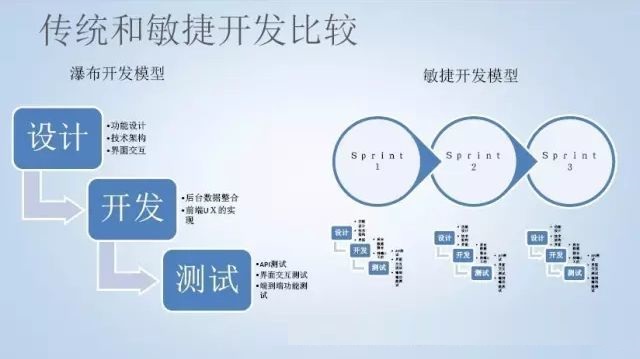 传统和敏捷开发比较
瀑布开发模型
设计
•功能设计
•技术架构
•界面交互
开发
•后台数据整合
•前端UX的实
现
测试
•API测试
•界面交互测试
•端到端功能测
试
敏捷开发模型
Sprint
1
Sprint
2
Sprint
3
设计
开发
测试
设计
开发
测试
设计
开发
测试